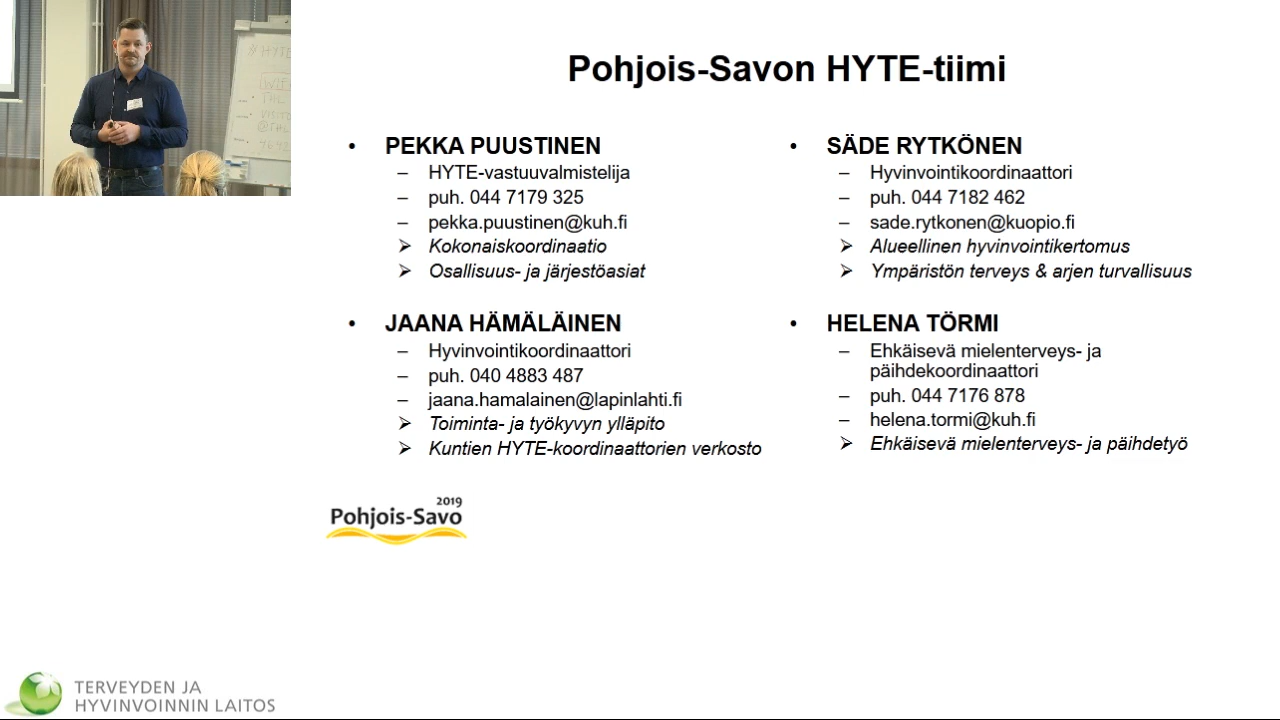 Pohjois-Savon HYTE-tiimi
• PEKKA PUUSTINEN
– HYTE-vastuuvalmistelija
– puh. 044 7179 325
– pekka.puustinen@kuh.fi
➢ Kokonaiskoordinaatio
➢ Osallisuus- ja järjestöasiat
• JAANA HÄMÄLÄINEN
– Hyvinvointikoordinaattori
– puh. 040 4883 487
– jaana.hamalainen@lapinlahti.fi
➢ Toiminta- ja työkyvyn ylläpito
➢ Kuntien HYTE-koordinaattorien verkosto
• SÄDE RYTKÖNEN
– Hyvinvointikoordinaattori
– puh. 044 7182 462
– sade.rytkonen@kuopio.fi
➢ Alueellinen hyvinvointikertomus
➢ Ympäristön terveys & arjen turvallisuus
• HELENA TÖRMI
– Ehkäisevä mielenterveys- ja
päihdekoordinaattori
– puh. 044 7176 878
– helena.tormi@kuh.fi
➢ Ehkäisevä mielenterveys- ja päihdetyö
2019
Pohjois-Savo
TERVEYDEN JA
HYVINVOINNIN LAITOS